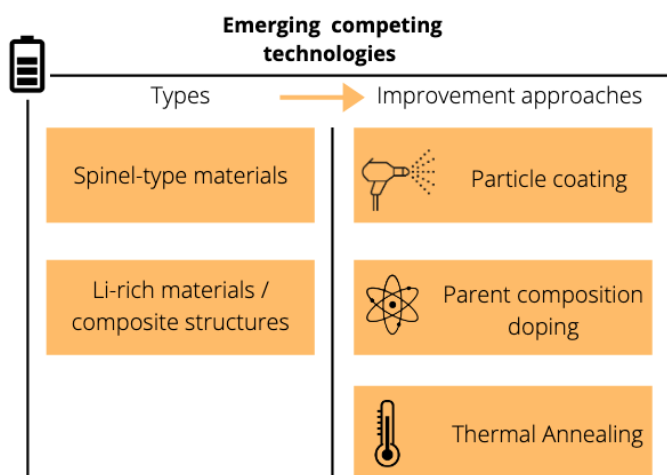 Emerging competing
technologies
Types
Improvement approaches
Spinel-type materials
Particle coating
Li-rich materials /
composite structures
Parent composition
doping
Thermal Annealing